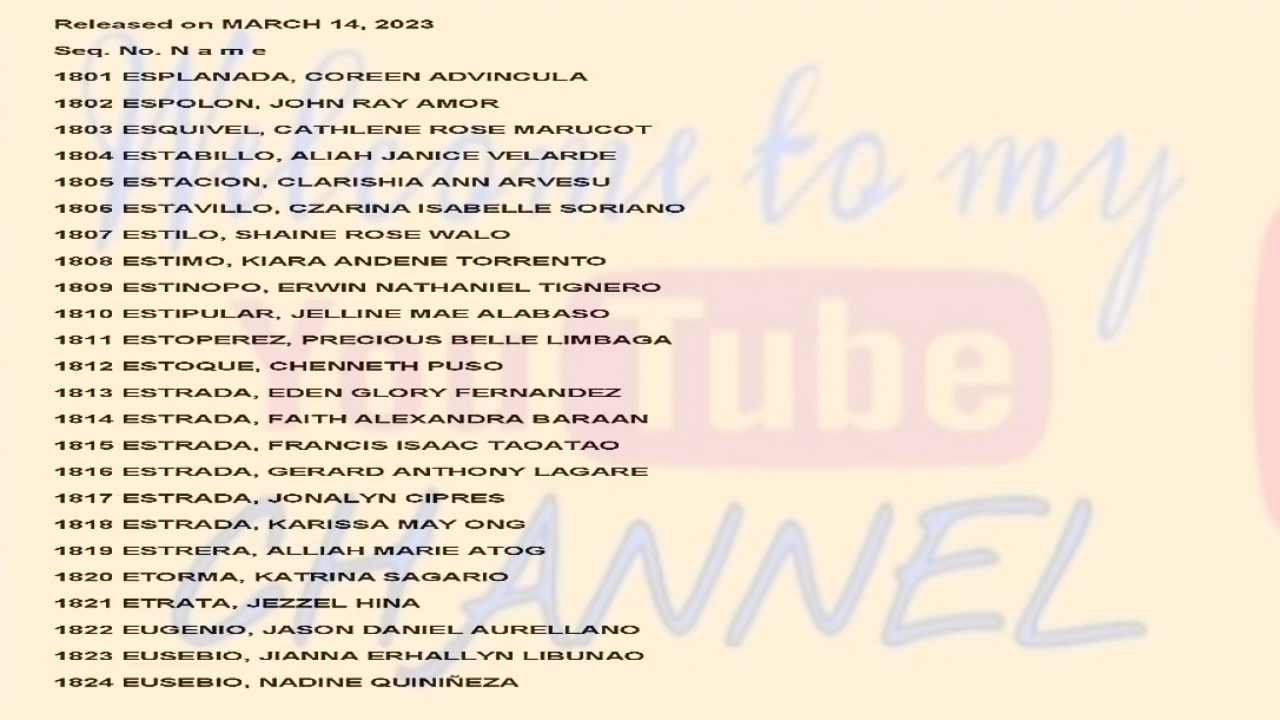 Released on MARCH 14, 2023
Seq. No. N a m e
1801 ESPLANADA, COREEN ADVINCULA
1802 ESPOLON, JOHN RAY AMOR
1803 ESQUIVEL, CATHLENE ROSE MARUCOT
1804 ESTABILLO, ALIAH JANICE VELARDE
1805 ESTACION, CLARISHIA ANN ARVESU
1806 ESTAVILLO, CZARINA ISABELLE SORIANO
1807 ESTILO, SHAINE ROSE WALO
1808 ESTIMO, KIARA ANDENE TORRENTO
1809 ESTINOPO, ERWIN NATHANIEL TIGNERO
1810 ESTIPULAR, JELLINE MAE ALABASO
1811 ESTOPEREZ, PRECIOUS BELLE LIMBAGA
1812 ESTOQUE, CHENNETH PUSO
1813 ESTRADA, EDEN GLORY FERNANDEZ
1814 ESTRADA, FAITH ALEXANDRA BARAAN
1815 ESTRADA, FRANCIS ISAAC TAOATAO
1816 ESTRADA, GERARD ANTHONY LAGARE
1817 ESTRADA, JONALYN CIPRES
1818 ESTRADA, KARISSA MAY ONG
1819 ESTRERA, ALLIAH MARIE ATOG
1820 ETORMA, KATRINA SAGARIO
1821 ETRATA, JEZZEL HINA
1822 EUGENIO, JASON DANIEL AURELLANO
1823 EUSEBIO, JIANNA ERHALLYN LIBUNAO
1824 EUSEBIO, NADINE QUINIÑEZA
Welcome to my
YouTube
CHANNEL